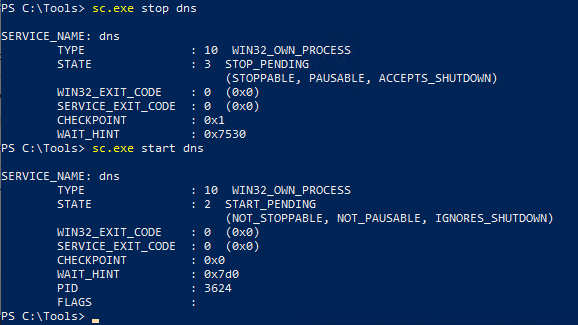 PS C:\Tools> sc.exe stop dns

SERVICE_NAME: dns
        TYPE               : 10  WIN32_OWN_PROCESS
        STATE              : 3  STOP_PENDING
                                (STOPPABLE, PAUSABLE, ACCEPTS_SHUTDOWN)
        WIN32_EXIT_CODE    : 0  (0x0)
        SERVICE_EXIT_CODE  : 0  (0x0)
        CHECKPOINT         : 0x1
        WAIT_HINT          : 0x7530
PS C:\Tools> sc.exe start dns

SERVICE_NAME: dns
        TYPE               : 10  WIN32_OWN_PROCESS
        STATE              : 2  START_PENDING
                                (NOT_STOPPABLE, NOT_PAUSABLE, IGNORES_SHUTDOWN)
        WIN32_EXIT_CODE    : 0  (0x0)
        SERVICE_EXIT_CODE  : 0  (0x0)
        CHECKPOINT         : 0x0
        WAIT_HINT          : 0x7d0
        PID                : 3624
        FLAGS              :
PS C:\Tools>